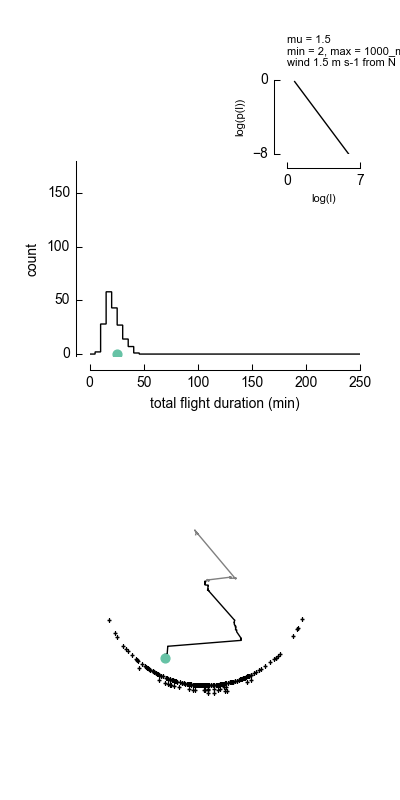 mu = 1.5
min = 2, max = 1000_m
wind 1.5 m s-1 from N
0
log(p(l))
−8
0
7
log(l)
150
100
50
0
count
0
50
100
150
200
250
total flight duration (min)